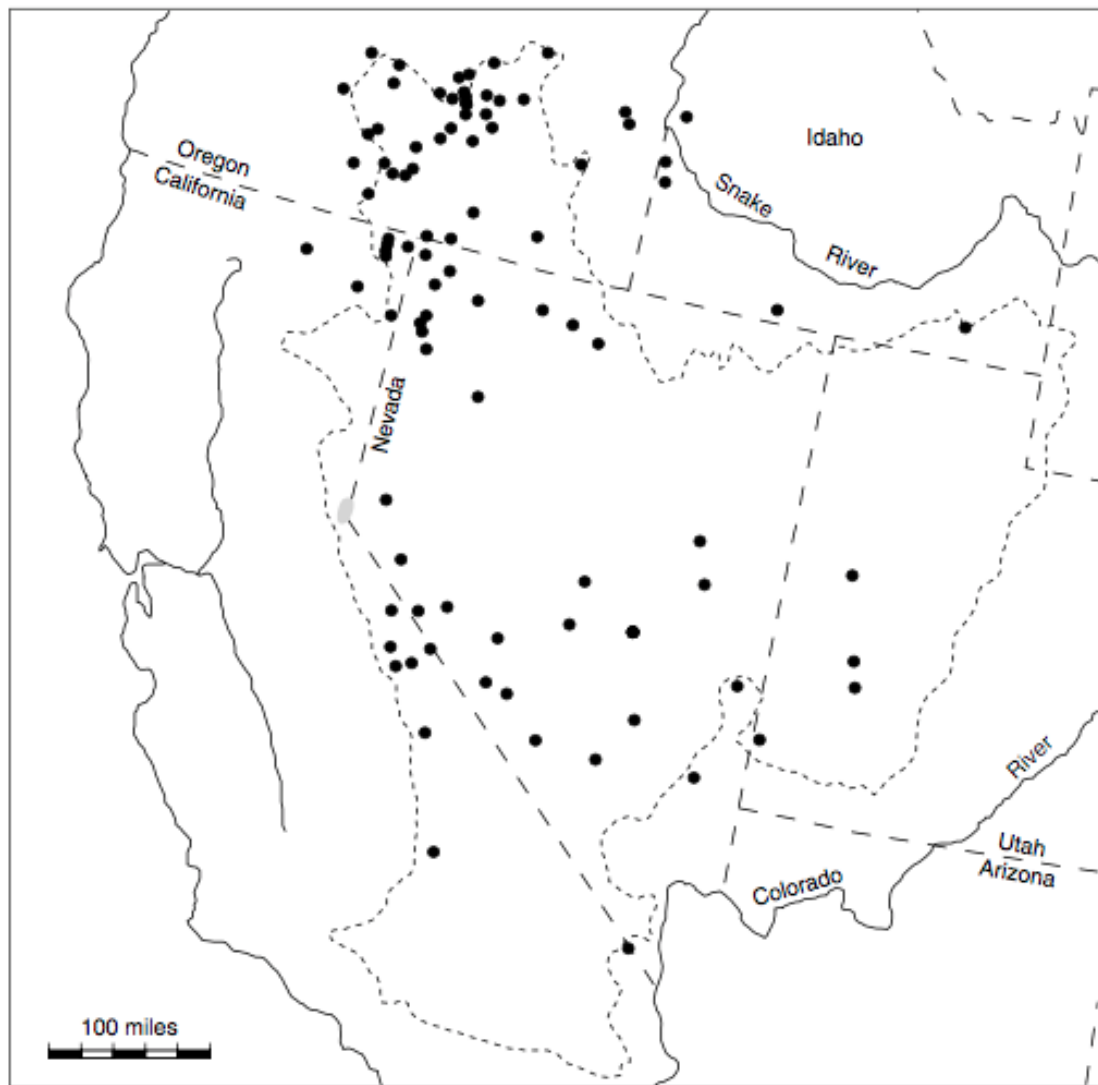 Oregon
California
Idaho
Snake
River
Nevada
River
Utah
Arizona
Colorado
100 miles